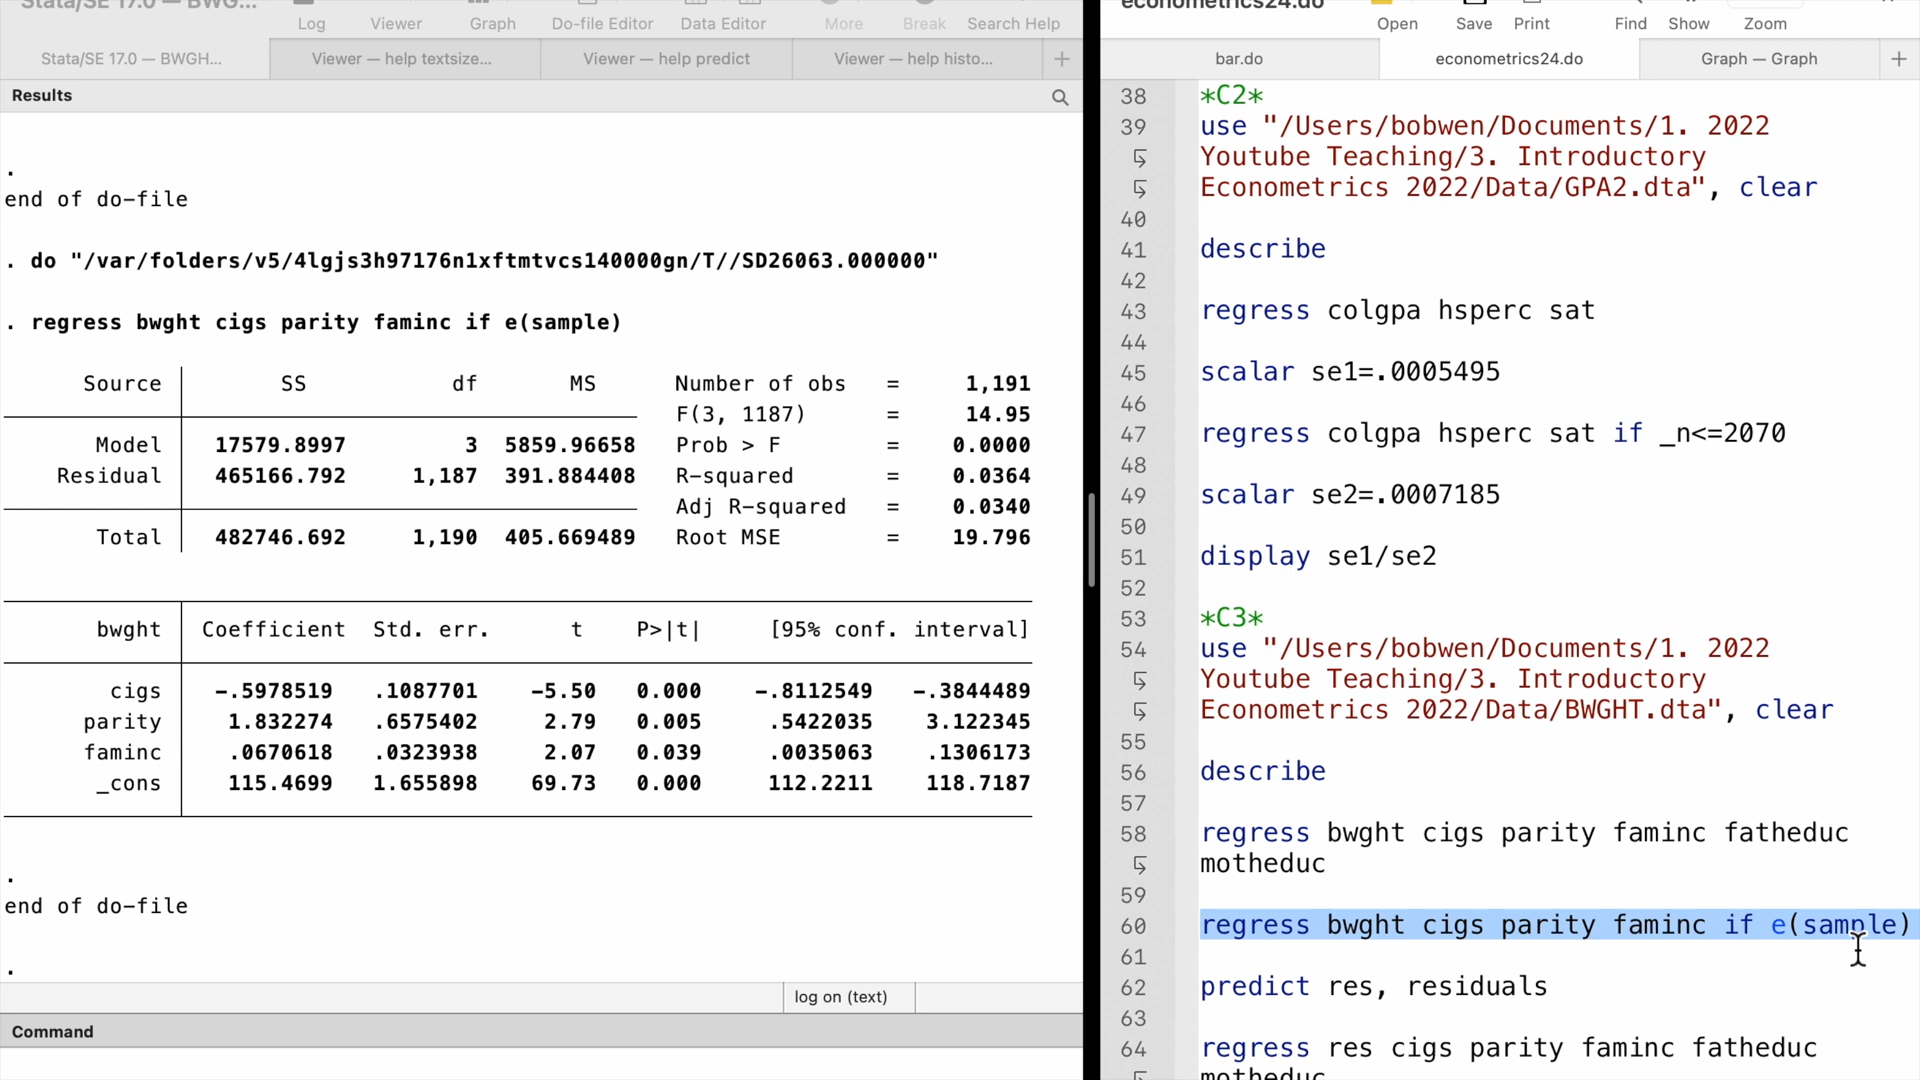 Stata/SE 17.0 — BWG...
Log Viewer Graph Do-file Editor Data Editor More Break Search Help
Stata/SE 17.0 — BWGH... Viewer — help textsize... Viewer — help predict Viewer — help histo... +
Results
.
end of do-file
. do "/var/folders/v5/4lgjs3h97176n1xftmtvcs140000gn/T//SD26063.000000"
. regress bwght cigs parity faminc if e(sample)
Source SS df MS Number of obs = 1,191
F(3, 1187) = 14.95
Model 17579.8997 3 5859.96658 Prob > F = 0.0000
Residual 465166.792 1,187 391.884408 R-squared = 0.0364
Adj R-squared = 0.0340
Total 482746.692 1,190 405.669489 Root MSE = 19.796
bwght Coefficient Std. err. t P>|t| [95% conf. interval]
cigs -.5978519 .1087701 -5.50 0.000 -.8112549 -.3844489
parity 1.832274 .6575402 2.79 0.005 .5422035 3.122345
faminc .0670618 .0323938 2.07 0.039 .0035063 .1306173
_cons 115.4699 1.655898 69.73 0.000 112.2211 118.7187
.
end of do-file
.
log on (text)
Command
econometrics24.do
Open Save Print Find Show Zoom
bar.do econometrics24.do Graph — Graph +
38 *C2*
39 use "/Users/bobwen/Documents/1. 2022
Youtube Teaching/3. Introductory
Econometrics 2022/Data/GPA2.dta", clear
40
41 describe
42
43 regress colgpa hsperc sat
44
45 scalar se1=.0005495
46
47 regress colgpa hsperc sat if _n<=2070
48
49 scalar se2=.0007185
50
51 display se1/se2
52
53 *C3*
54 use "/Users/bobwen/Documents/1. 2022
Youtube Teaching/3. Introductory
Econometrics 2022/Data/BWGHT.dta", clear
55
56 describe
57
58 regress bwght cigs parity faminc fatheduc
motheduc
59
60 regress bwght cigs parity faminc if e(sample)
61
62 predict res, residuals
63
64 regress res cigs parity faminc fatheduc
motheduc